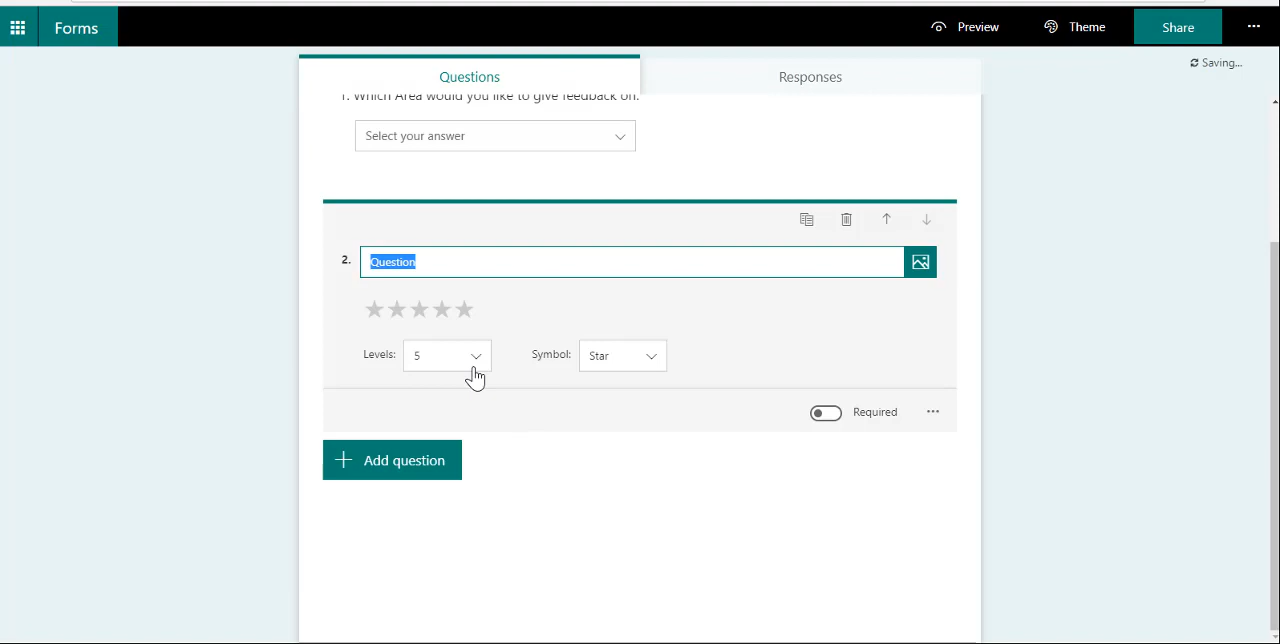 Forms
Preview
Theme
Share
...
Questions
Responses
Saving...
1. Which Area would you like to give feedback on.
Select your answer
2.
Question
Levels:
5
Symbol:
Star
Required
...
Add question